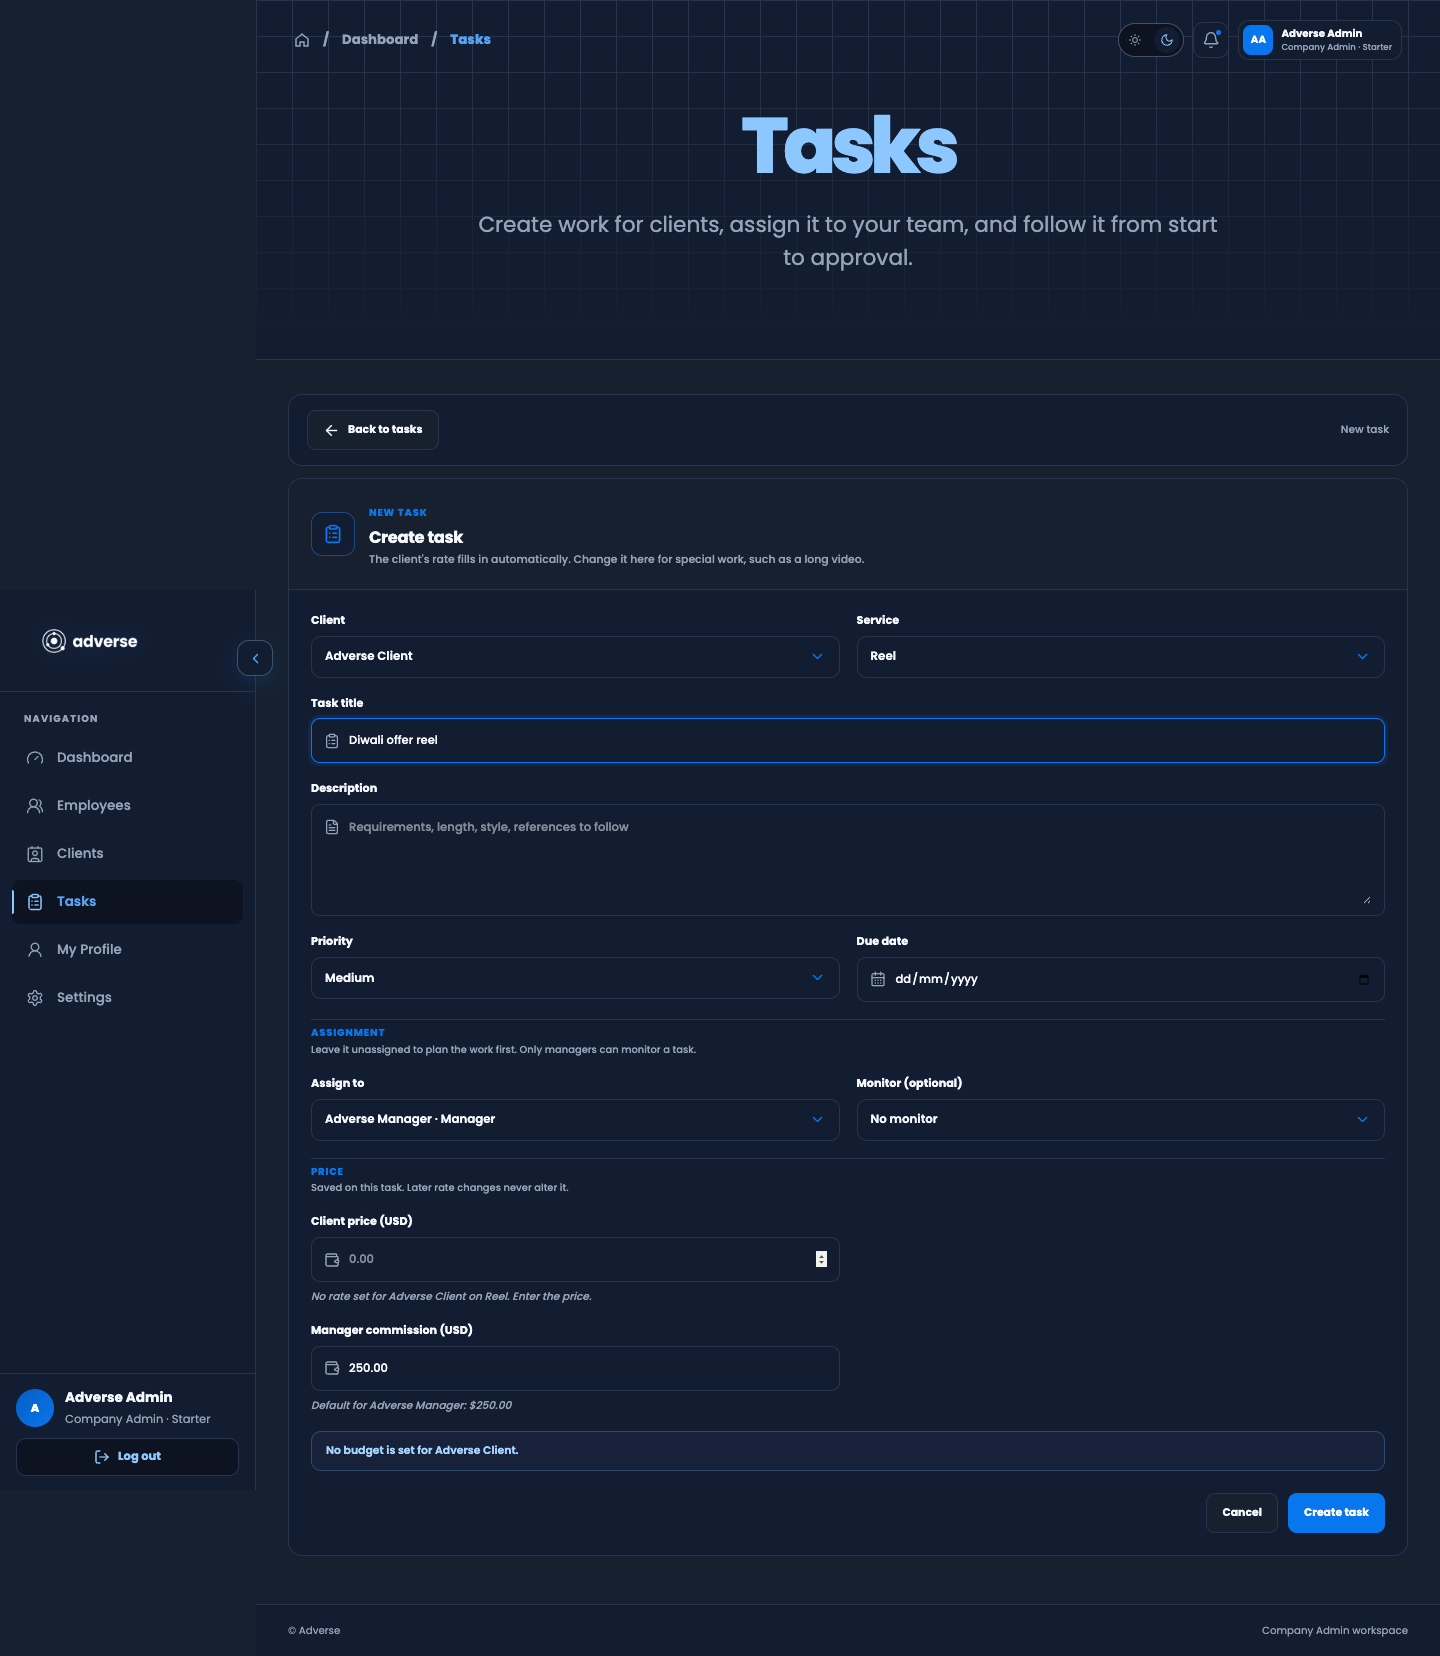 / Dashboard / Tasks
AA
Adverse Admin
Company Admin · Starter
Tasks
Create work for clients, assign it to your team, and follow it from start
to approval.
Back to tasks
New task
NEW TASK
Create task
The client's rate fills in automatically. Change it here for special work, such as a long video.
adverse
NAVIGATION
Dashboard
Employees
Clients
Tasks
My Profile
Settings
A
Adverse Admin
Company Admin · Starter
Log out
Client
Adverse Client
Service
Reel
Task title
Diwali offer reel
Description
Requirements, length, style, references to follow
Priority
Medium
Due date
dd/mm/yyyy
ASSIGNMENT
Leave it unassigned to plan the work first. Only managers can monitor a task.
Assign to
Adverse Manager · Manager
Monitor (optional)
No monitor
PRICE
Saved on this task. Later rate changes never alter it.
Client price (USD)
0.00
No rate set for Adverse Client on Reel. Enter the price.
Manager commission (USD)
250.00
Default for Adverse Manager: $250.00
No budget is set for Adverse Client.
Cancel
Create task
© Adverse
Company Admin workspace